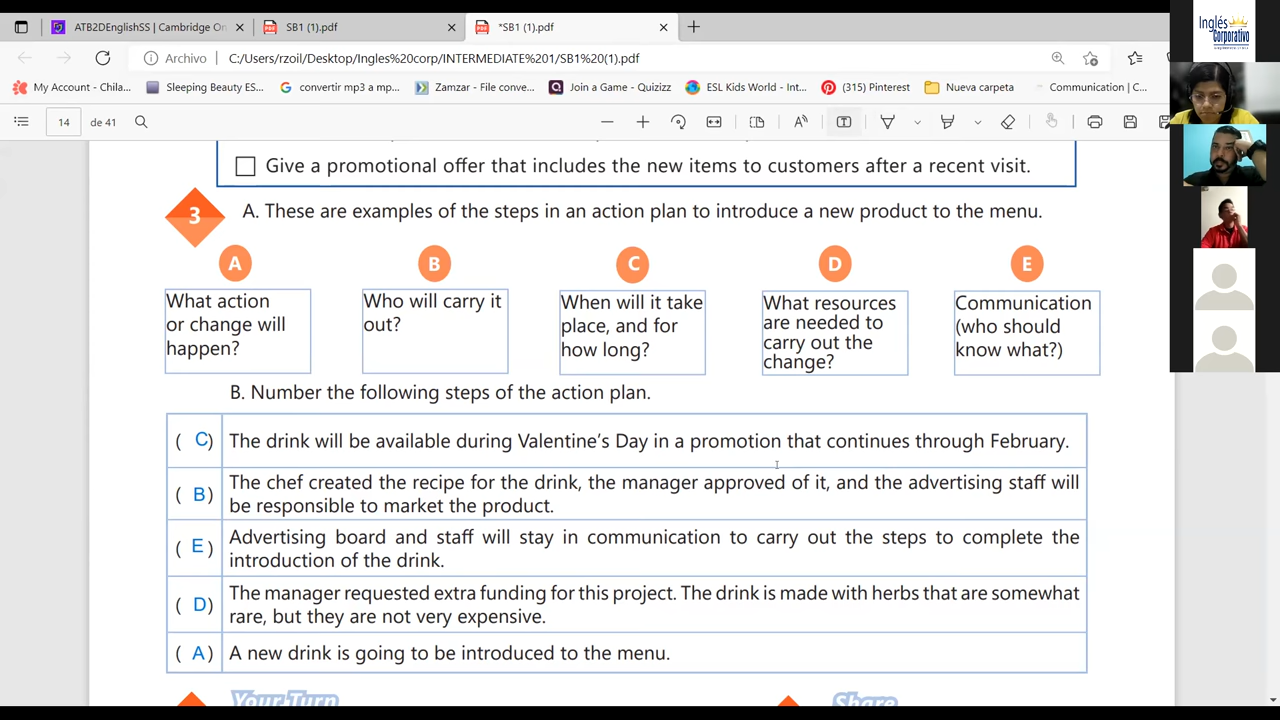 ATB2DEnglishSS | Cambridge On
SB1 (1).pdf
*SB1 (1).pdf
Archivo
C:/Users/rzoil/Desktop/Ingles%20corp/INTERMEDIATE%2001/SB1%20(1).pdf
My Account - Chila...
Sleeping Beauty ES...
convertir mp3 a mp...
Zamzar - File conve...
Join a Game - Quizizz
ESL Kids World - Int...
(315) Pinterest
Nueva carpeta
Communication | C...
14 de 41
Give a promotional offer that includes the new items to customers after a recent visit.
3
A. These are examples of the steps in an action plan to introduce a new product to the menu.
A
What action
or change will
happen?
B
Who will carry it
out?
C
When will it take
place, and for
how long?
D
What resources
are needed to
carry out the
change?
E
Communication
(who should
know what?)
B. Number the following steps of the action plan.
( C ) The drink will be available during Valentine's Day in a promotion that continues through February.
( B ) The chef created the recipe for the drink, the manager approved of it, and the advertising staff will
be responsible to market the product.
( E ) Advertising board and staff will stay in communication to carry out the steps to complete the
introduction of the drink.
( D ) The manager requested extra funding for this project. The drink is made with herbs that are somewhat
rare, but they are not very expensive.
( A ) A new drink is going to be introduced to the menu.
Your Turn
Share
Inglés
Corporativo